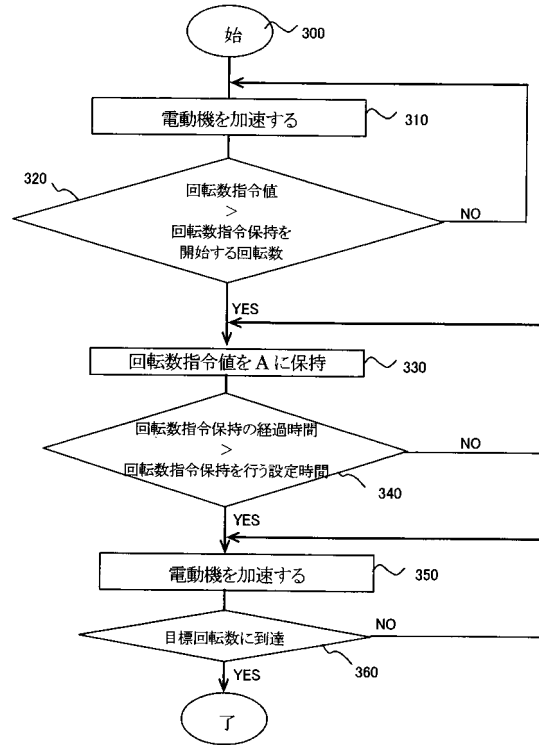 始
300
電動機を加速する
310
320
回転数指令値
>
回転数指令保持を
開始する回転数
NO
YES
回転数指令値を A に保持
330
回転数指令保持の経過時間
>
回転数指令保持を行う設定時間
NO
340
YES
電動機を加速する
350
目標回転数に到達
NO
360
YES
了